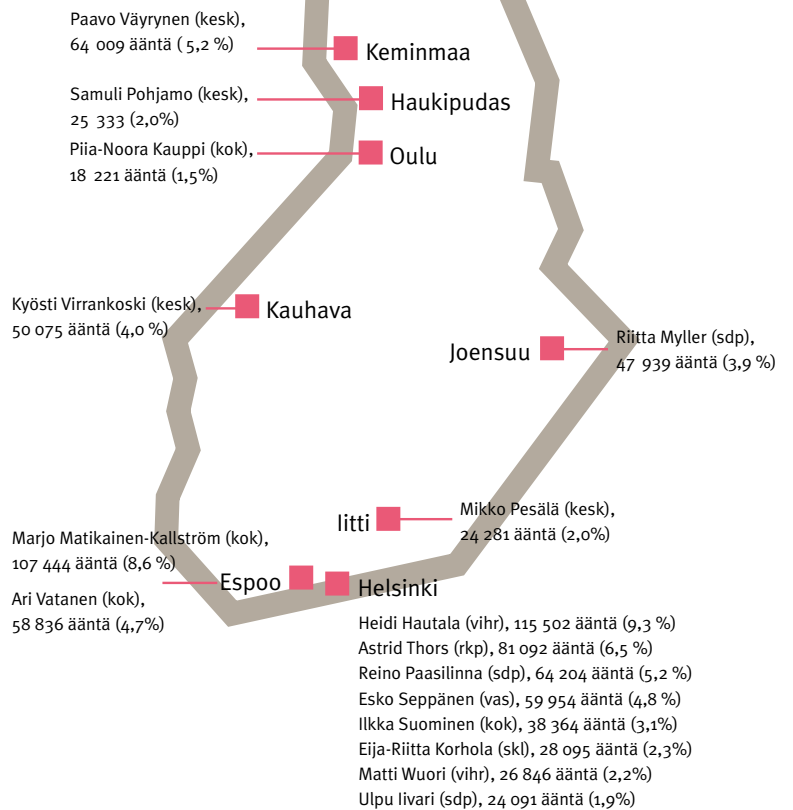 Paavo Väyrynen (kesk),
64 009 ääntä ( 5,2 %)
Keminmaa
Samuli Pohjamo (kesk),
25 333 (2,0%)
Haukipudas
Piia-Noora Kauppi (kok),
18 221 ääntä (1,5%)
Oulu
Kyösti Virrankoski (kesk),
50 075 ääntä (4,0 %)
Kauhava
Joensuu
Riitta Myller (sdp),
47 939 ääntä (3,9 %)
Iitti
Mikko Pesälä (kesk),
24 281 ääntä (2,0%)
Marjo Matikainen-Kallström (kok),
107 444 ääntä (8,6 %)
Ari Vatanen (kok),
58 836 ääntä (4,7%)
Espoo
Helsinki
Heidi Hautala (vihr), 115 502 ääntä (9,3 %)
Astrid Thors (rkp), 81 092 ääntä (6,5 %)
Reino Paasilinna (sdp), 64 204 ääntä (5,2 %)
Esko Seppänen (vas), 59 954 ääntä (4,8 %)
Ilkka Suominen (kok), 38 364 ääntä (3,1%)
Eija-Riitta Korhola (skl), 28 095 ääntä (2,3%)
Matti Wuori (vihr), 26 846 ääntä (2,2%)
Ulpu Iivari (sdp), 24 091 ääntä (1,9%)